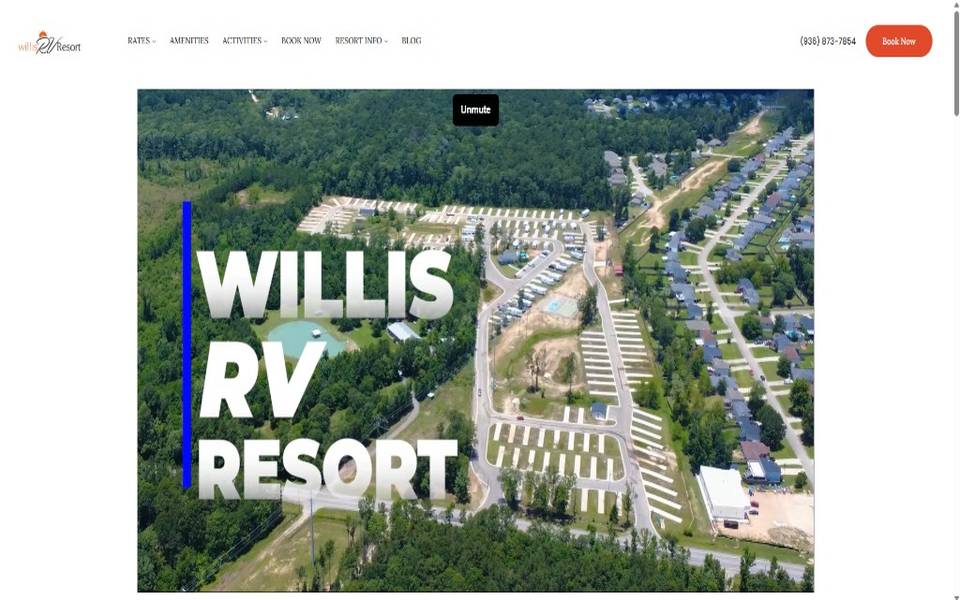 willis RV Resort
RATES
AMENITIES
ACTIVITIES
BOOK NOW
RESORT INFO
BLOG
(936) 873-7854
Book Now
Unmute
WILLIS
RV
RESORT